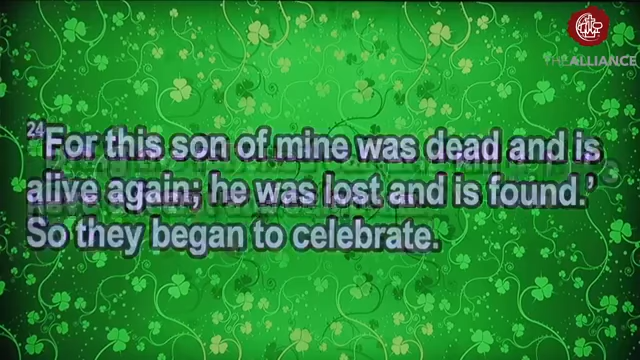 THE ALLIANCE
24For this son of mine was dead and is
alive again; he was lost and is found.’
So they began to celebrate.